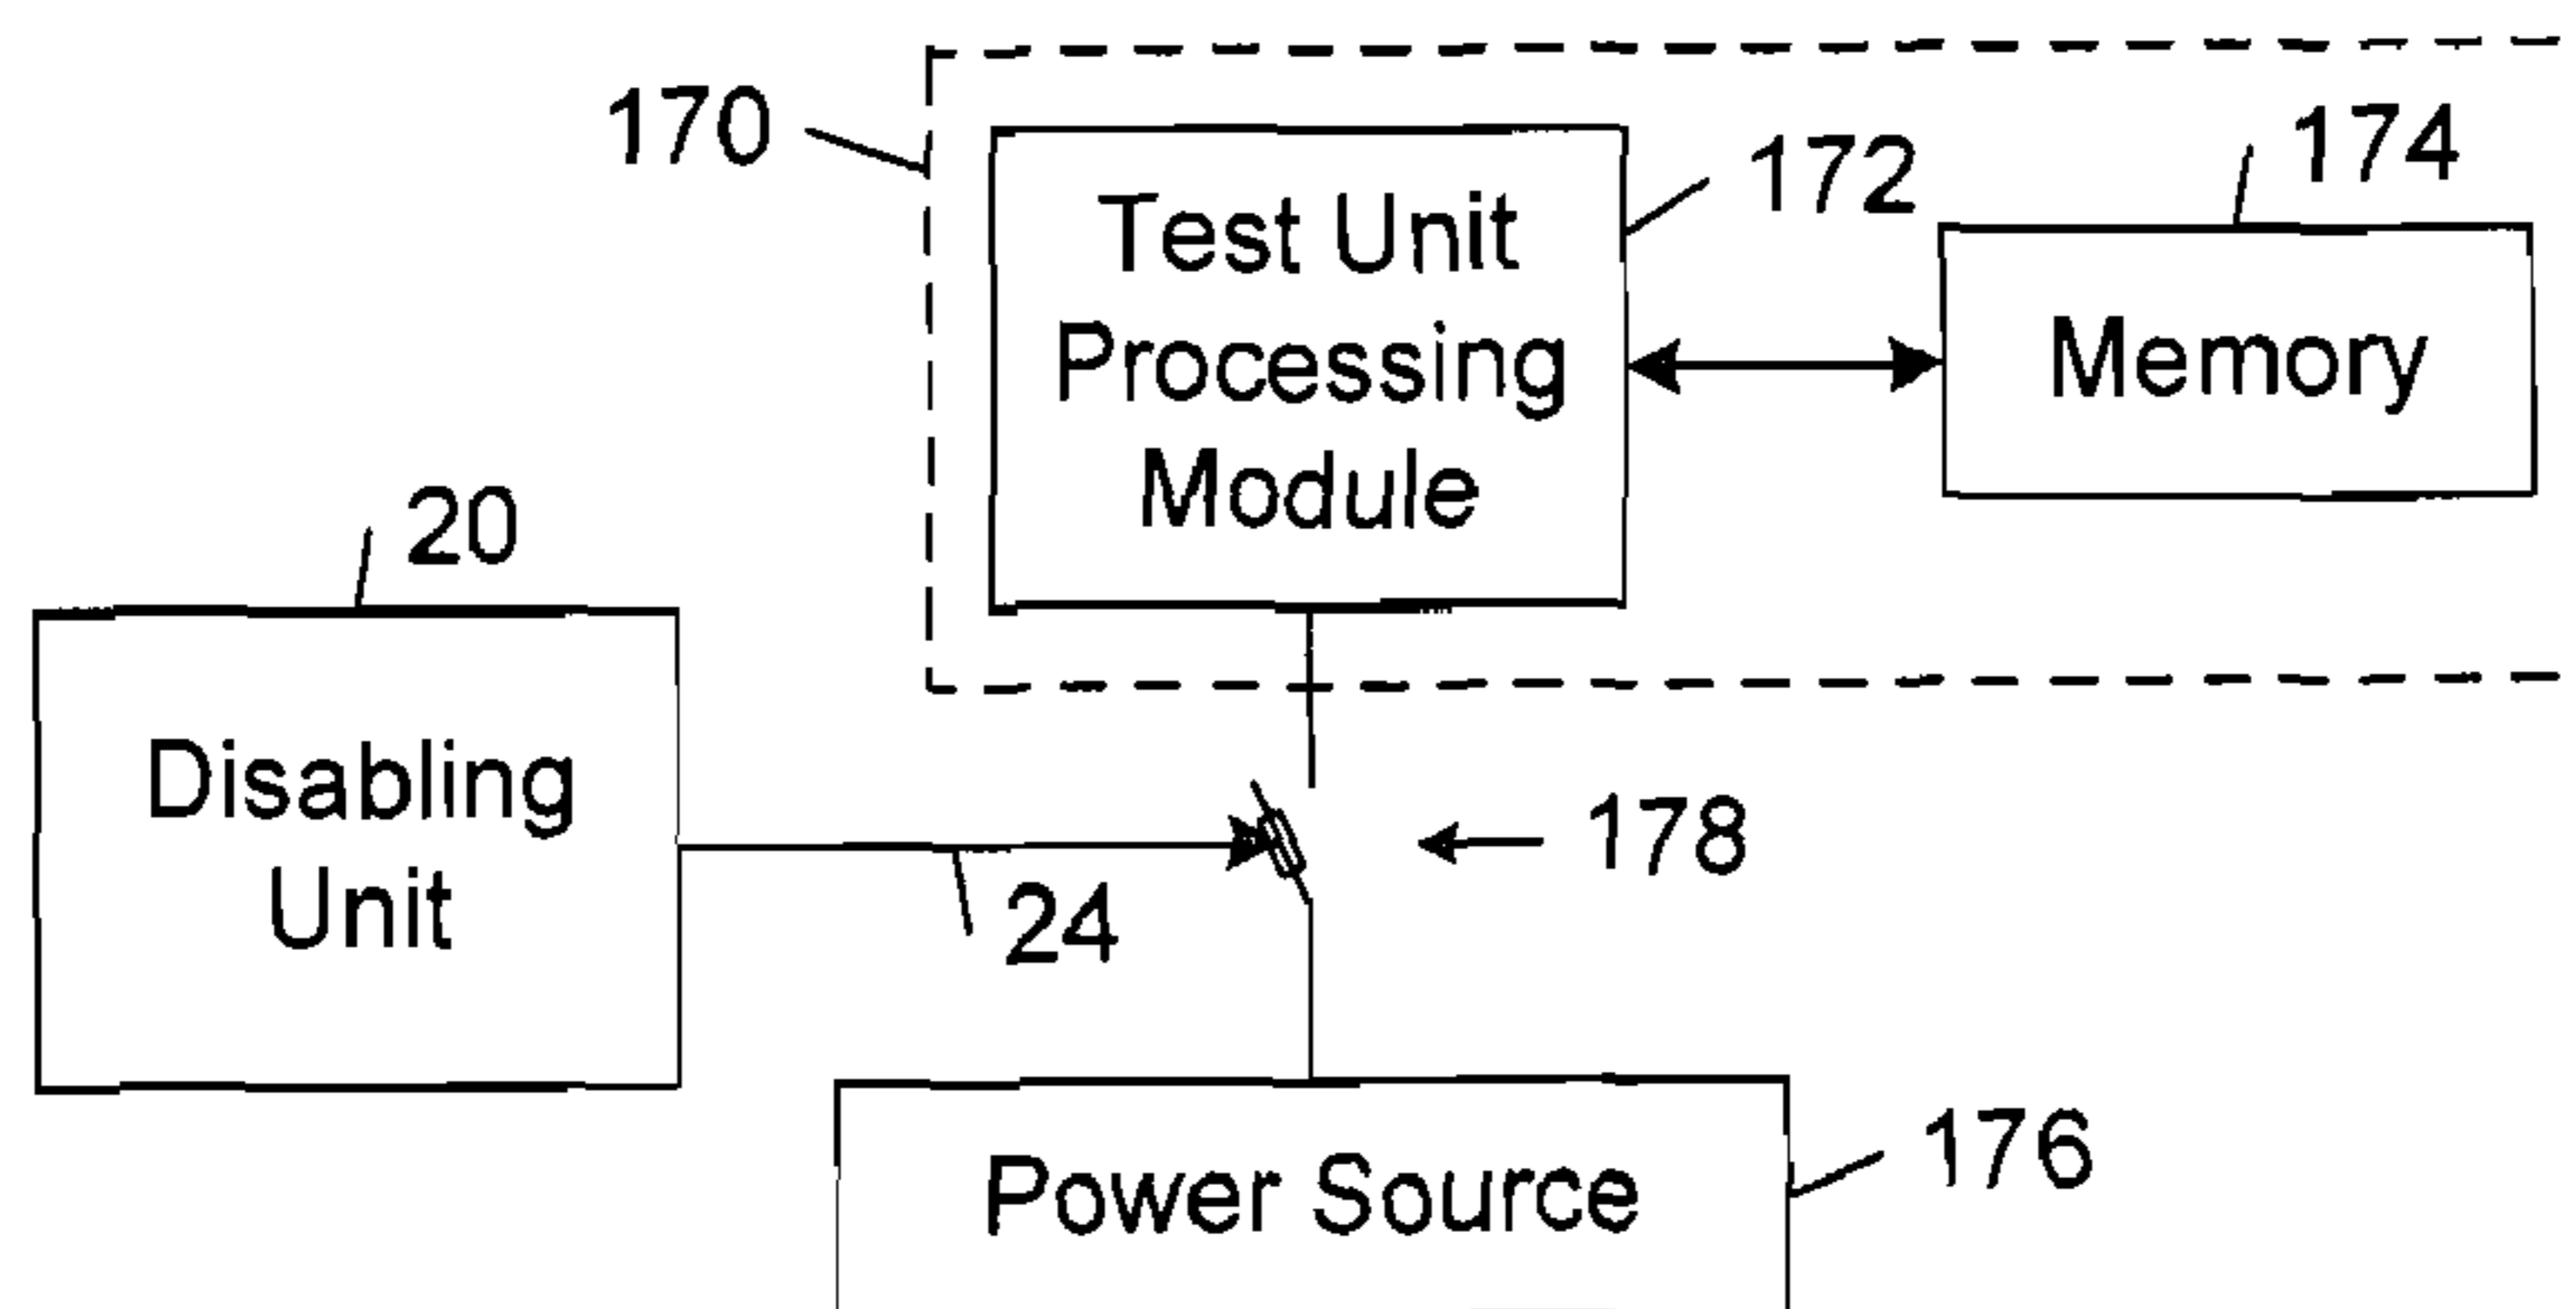 170
Test Unit
Processing
Module
172
174
Memory
20
Disabling
Unit
24
178
Power Source
176